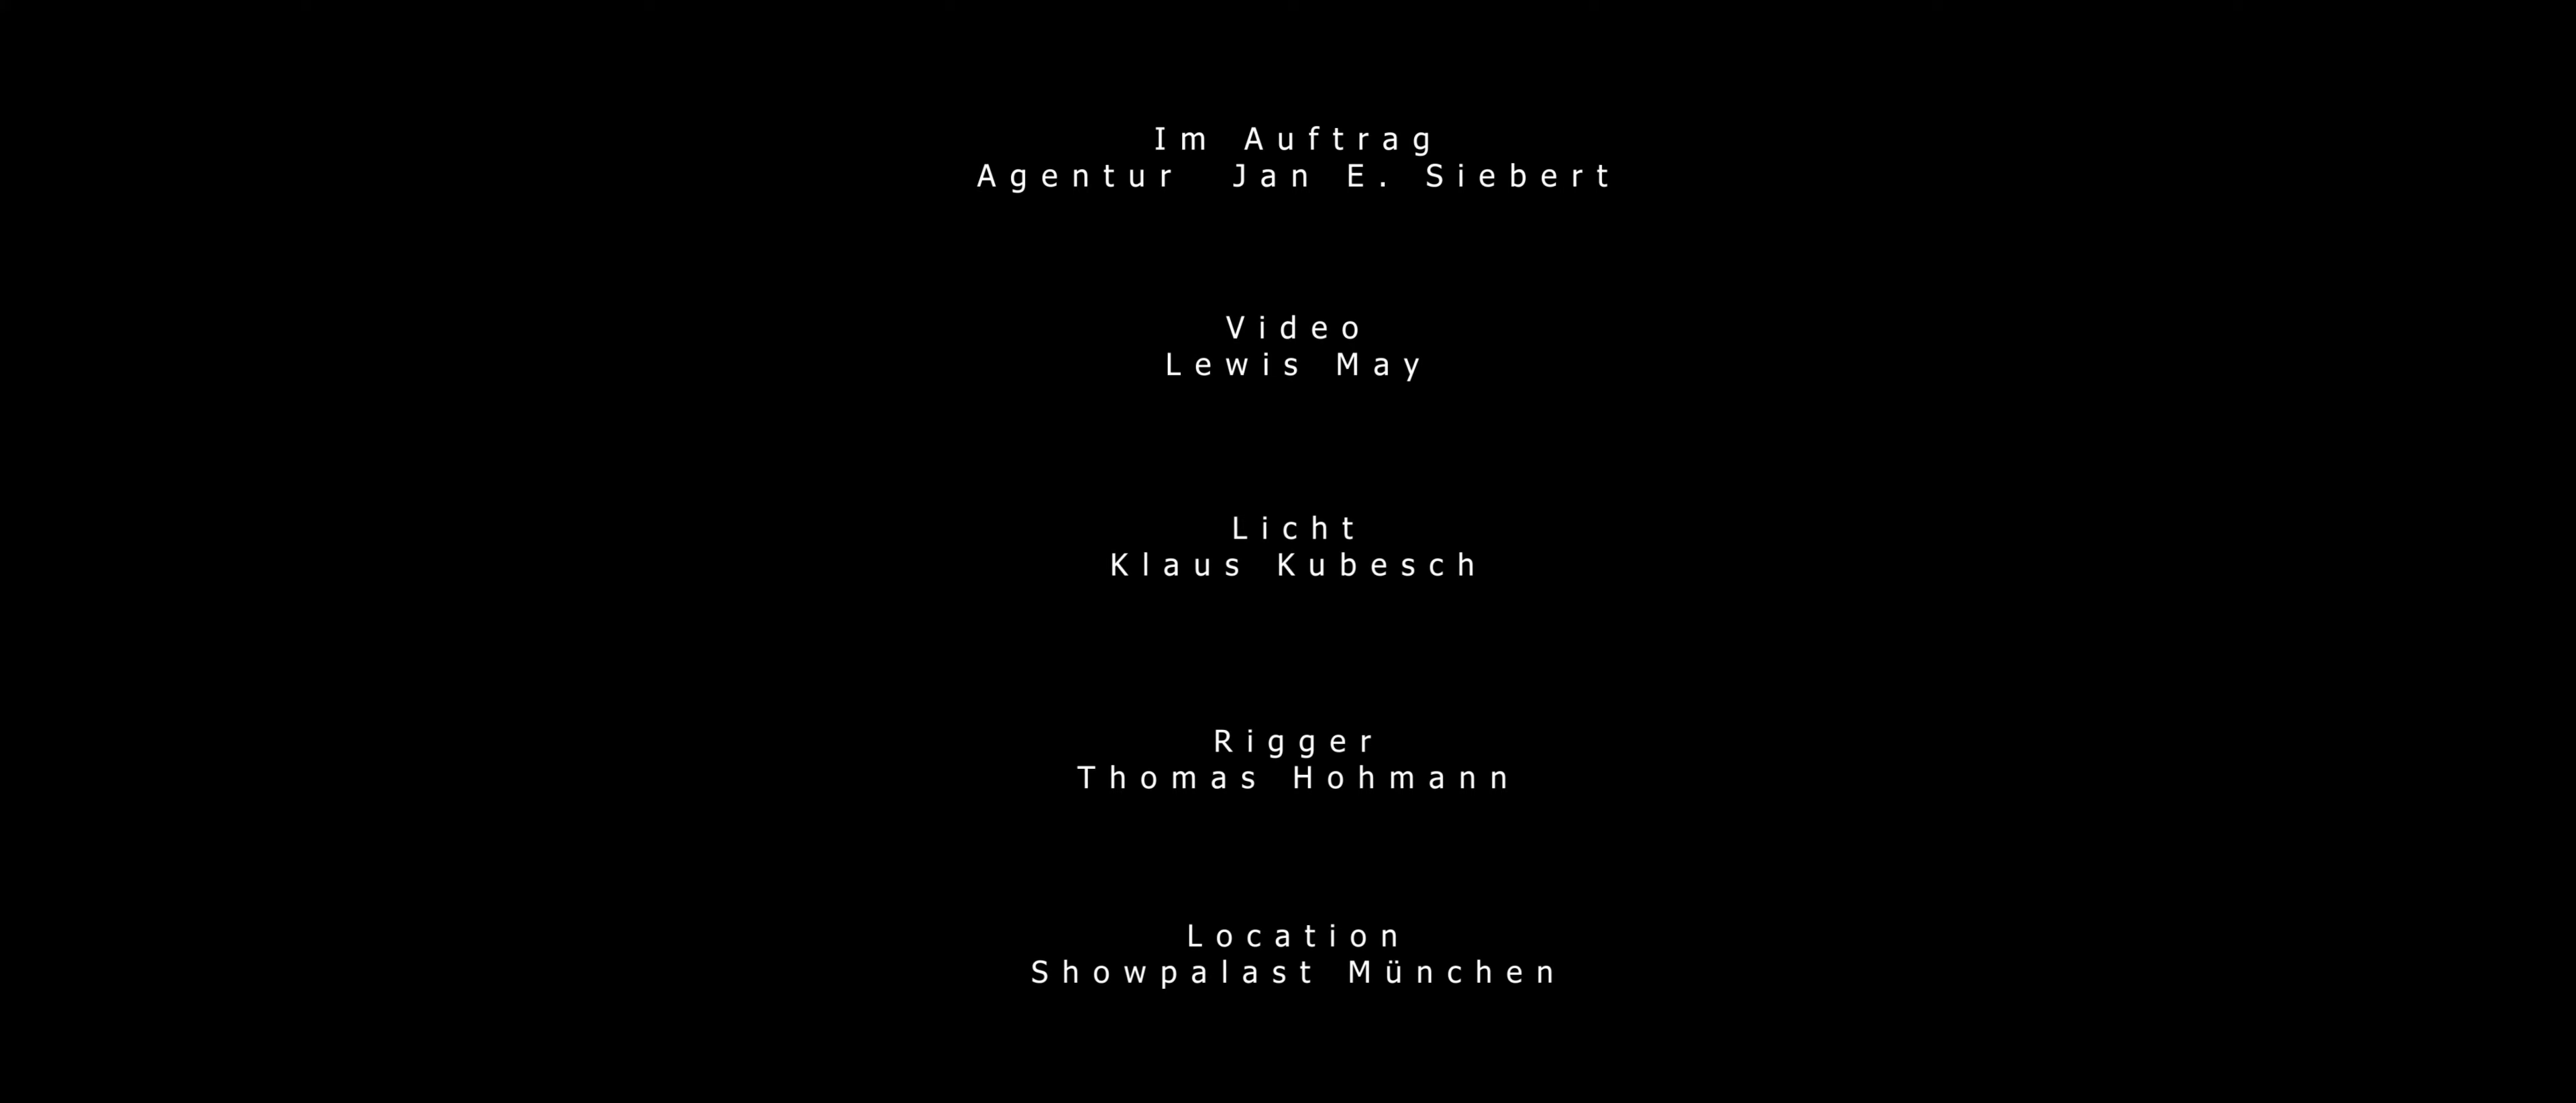 Im Auftrag
Agentur Jan E. Siebert
Video
Lewis May
Licht
Klaus Kubesch
Rigger
Thomas Hohmann
Location
Showpalast München